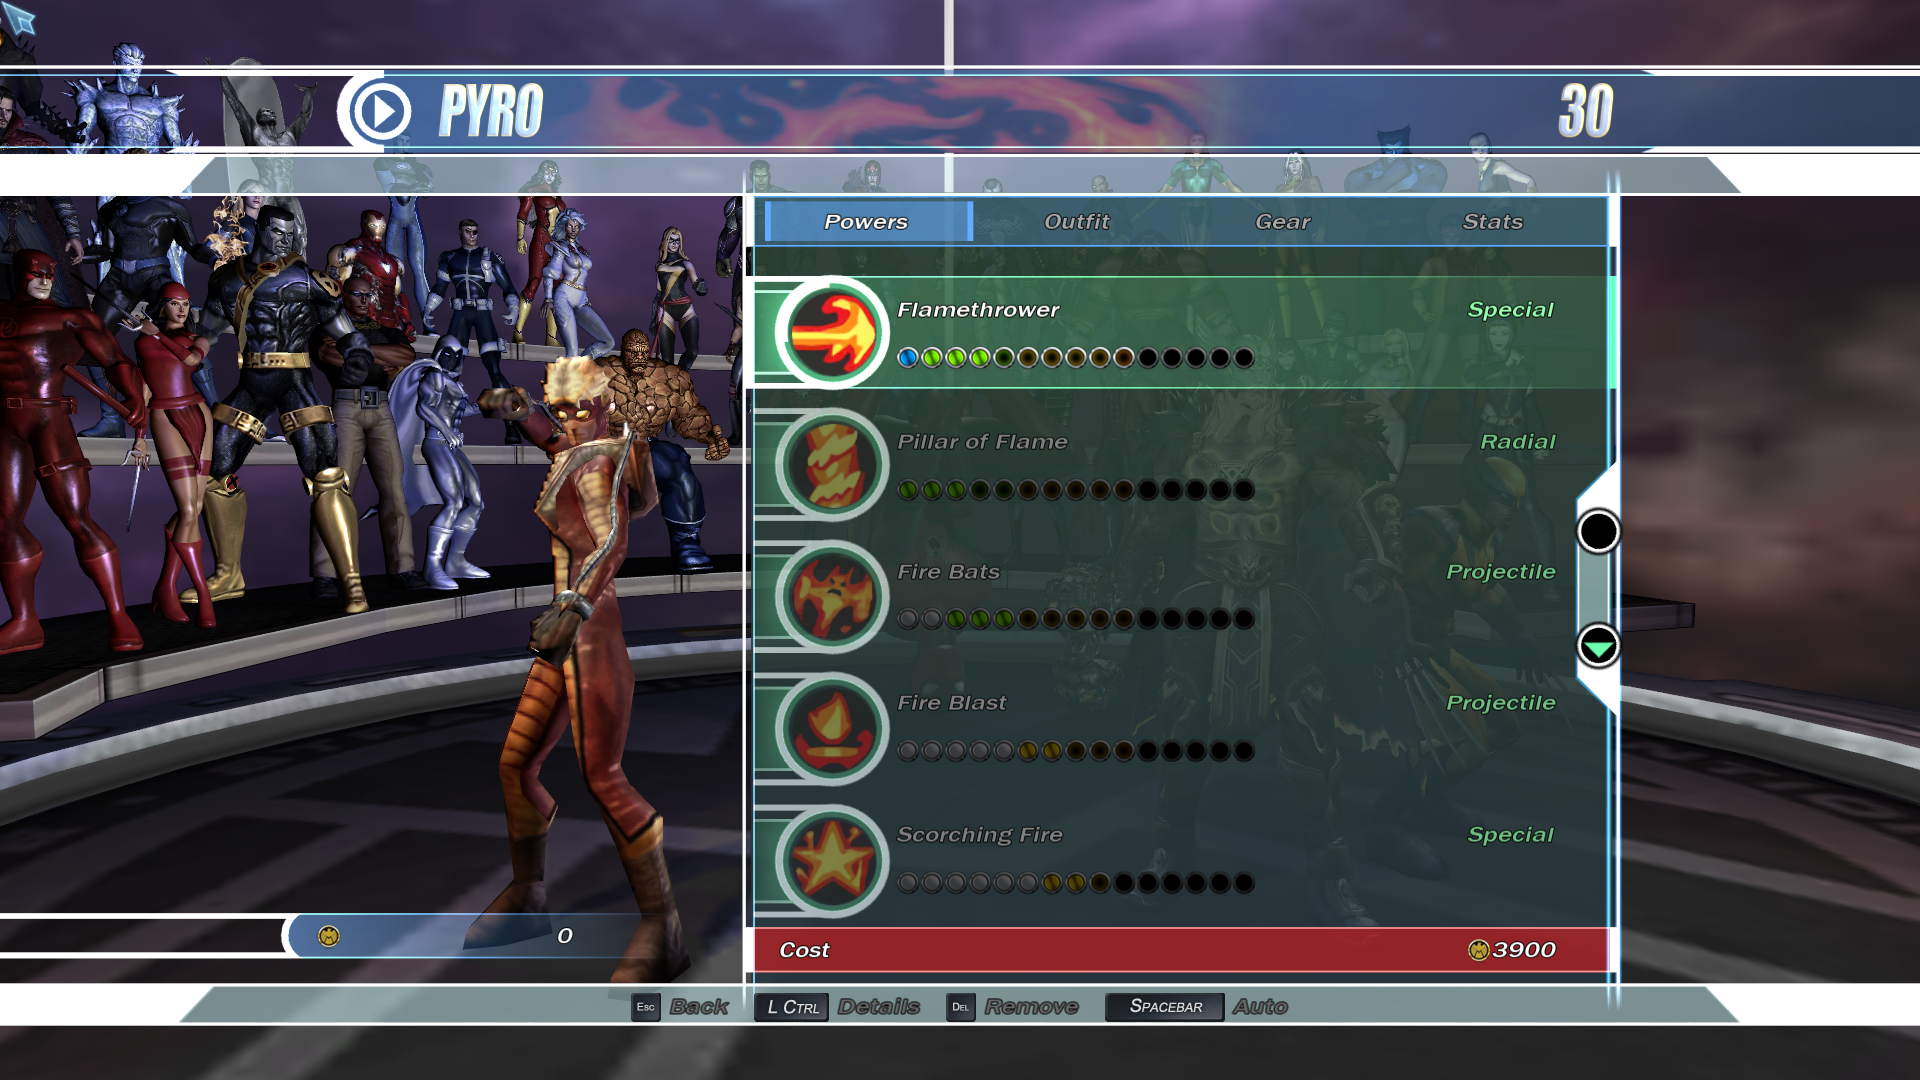 PYRO
30
Powers
Outfit
Gear
Stats
Flamethrower
Special
Pillar of Flame
Radial
Fire Bats
Projectile
Fire Blast
Projectile
Scorching Fire
Special
0
Cost
3900
Esc Back
L CTRL Details
DEL Remove
SPACEBAR Auto